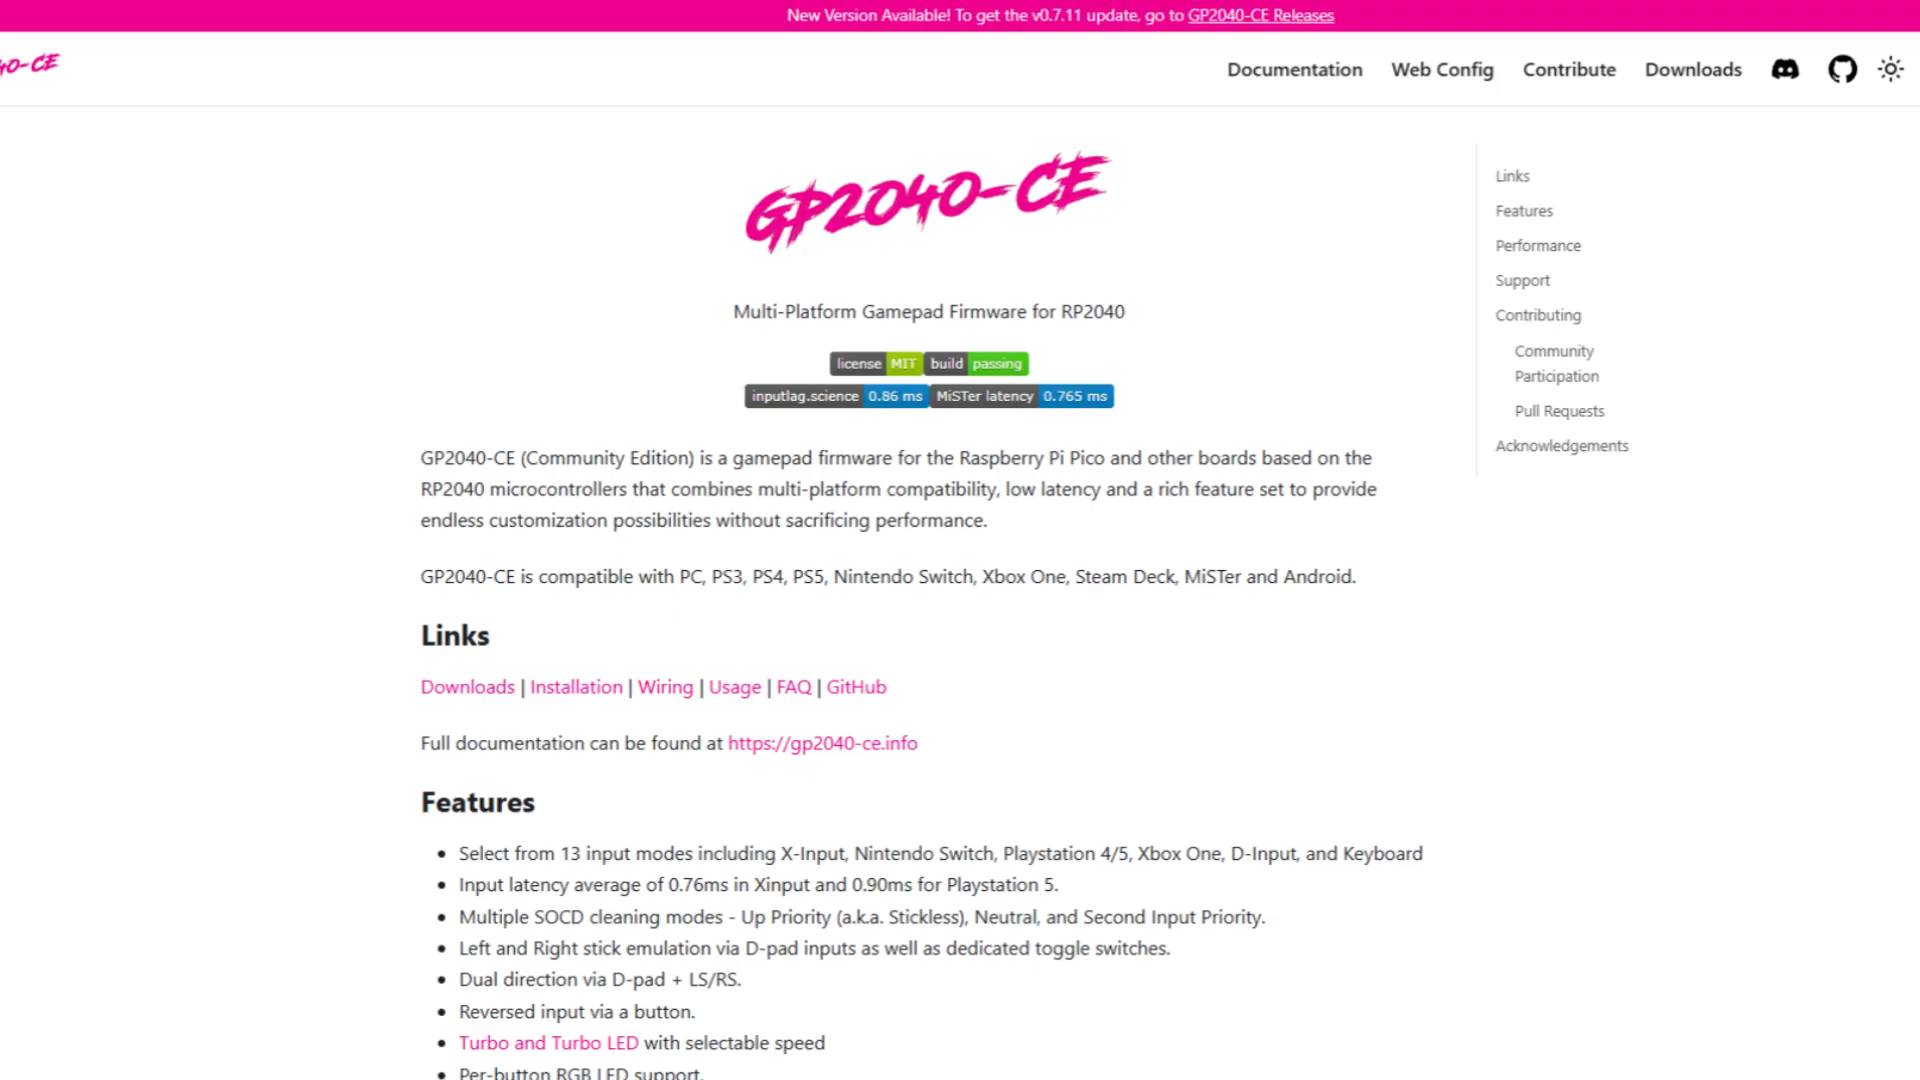 New Version Available! To get the v0.7.11 update, go to GP2040-CE Releases
40-CE
Documentation Web Config Contribute Downloads
GP2040-CE
Multi-Platform Gamepad Firmware for RP2040
license MIT build passing
inputlag.science 0.86 ms MiSTer latency 0.765 ms
GP2040-CE (Community Edition) is a gamepad firmware for the Raspberry Pi Pico and other boards based on the
RP2040 microcontrollers that combines multi-platform compatibility, low latency and a rich feature set to provide
endless customization possibilities without sacrificing performance.
GP2040-CE is compatible with PC, PS3, PS4, PS5, Nintendo Switch, Xbox One, Steam Deck, MiSTer and Android.
Links
Downloads | Installation | Wiring | Usage | FAQ | GitHub
Full documentation can be found at https://gp2040-ce.info
Features
• Select from 13 input modes including X-Input, Nintendo Switch, Playstation 4/5, Xbox One, D-Input, and Keyboard
• Input latency average of 0.76ms in Xinput and 0.90ms for Playstation 5.
• Multiple SOCD cleaning modes - Up Priority (a.k.a. Stickless), Neutral, and Second Input Priority.
• Left and Right stick emulation via D-pad inputs as well as dedicated toggle switches.
• Dual direction via D-pad + LS/RS.
• Reversed input via a button.
• Turbo and Turbo LED with selectable speed
• Per-button RGB LED support.
Links
Features
Performance
Support
Contributing
Community
Participation
Pull Requests
Acknowledgements